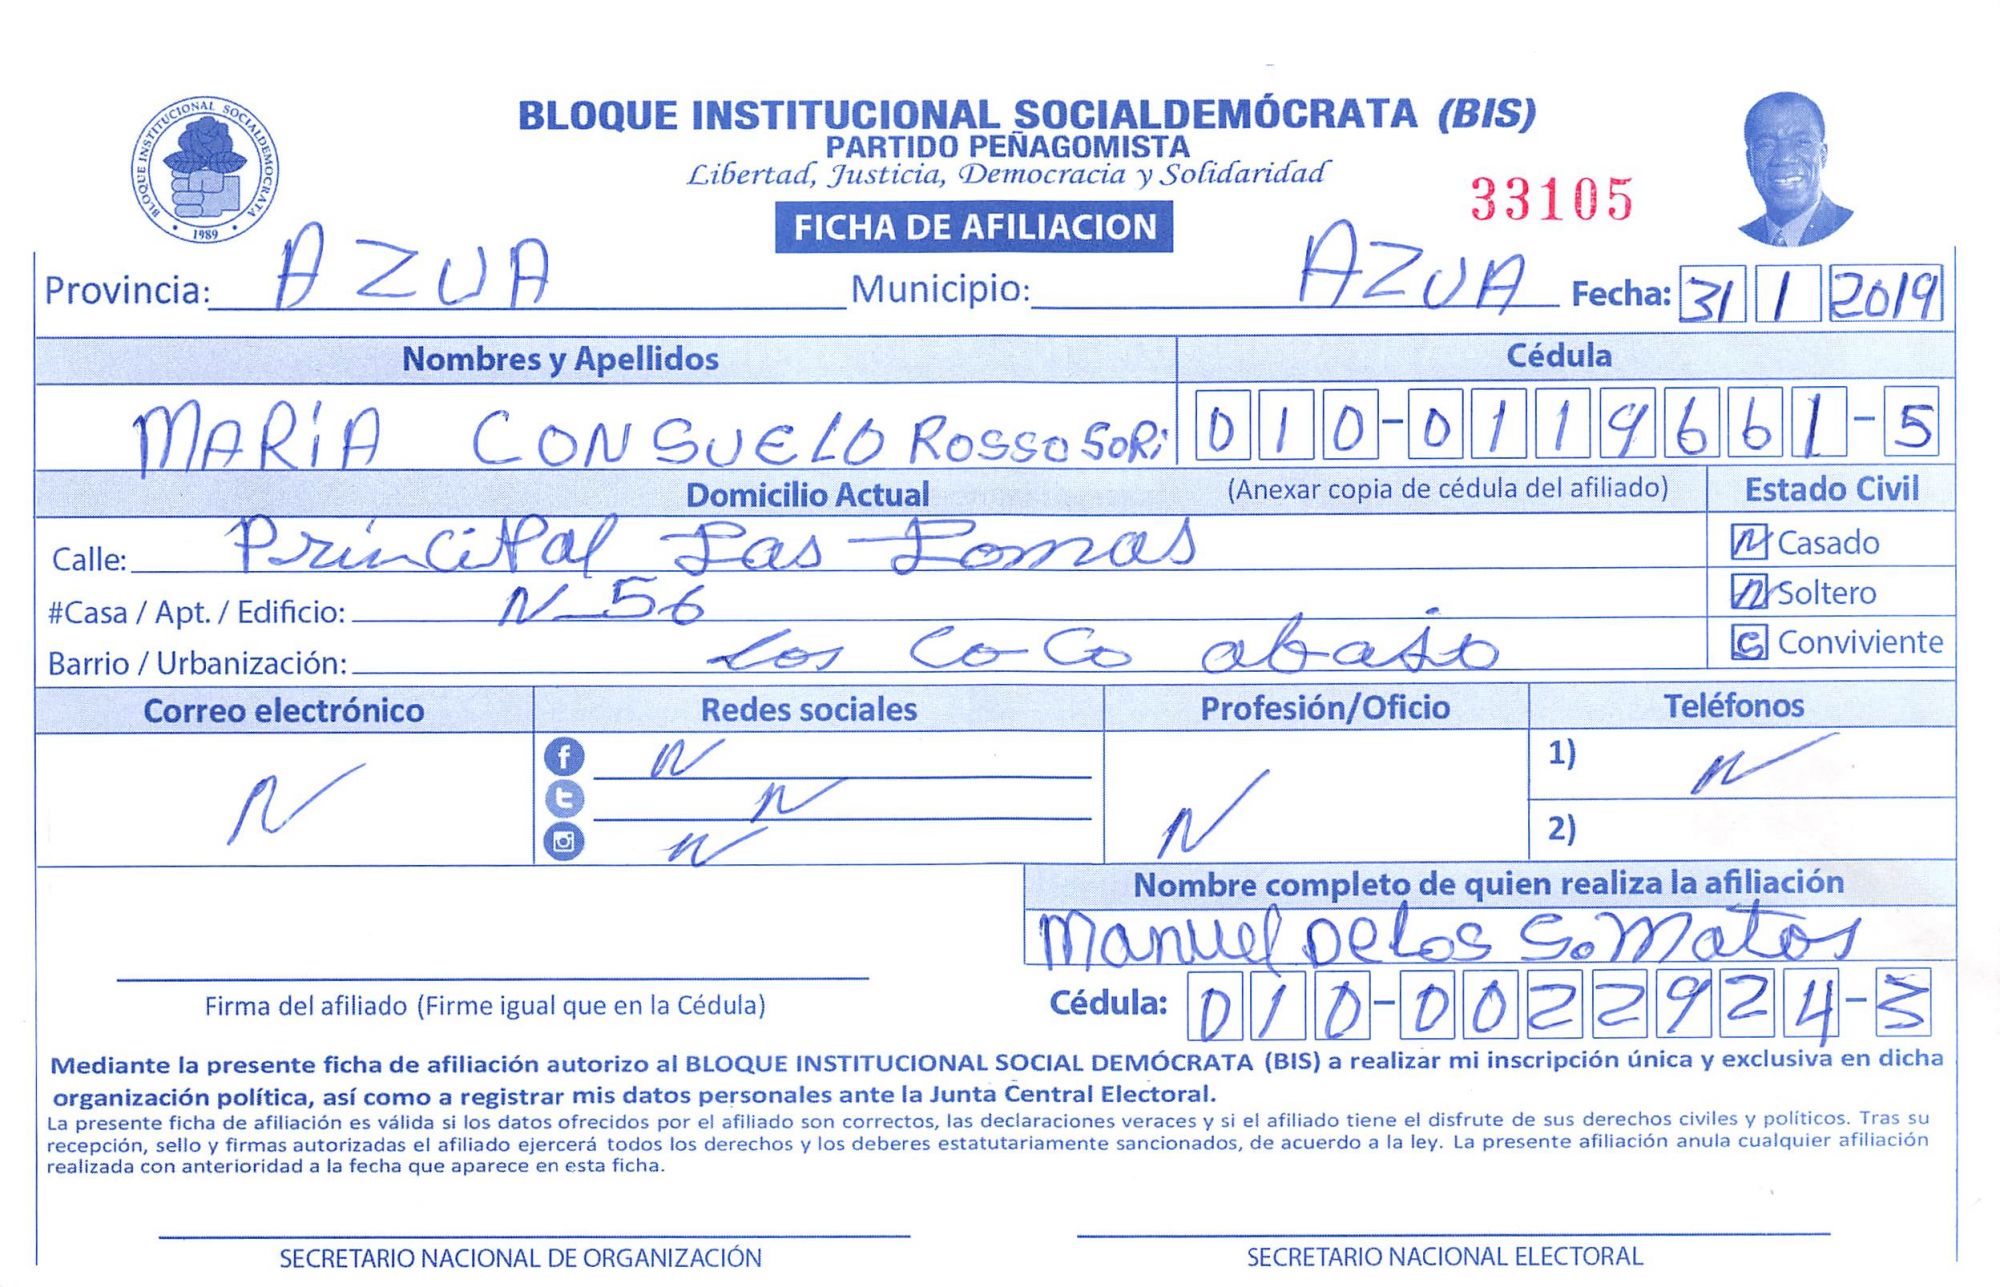 BLOQUE INSTITUCIONAL SOCIALDEMÓCRATA
1989
BLOQUE INSTITUCIONAL SOCIALDEMÓCRATA (BIS)
PARTIDO PEÑAGOMISTA
Libertad, Justicia, Democracia y Solidaridad
33105
FICHA DE AFILIACION
Provincia: AZUA Municipio: AZUA Fecha: 31 1 2019
Nombres y Apellidos Cédula
MARIA CONSUELO ROSSO SORi 010-0119661-5
Domicilio Actual (Anexar copia de cédula del afiliado) Estado Civil
Calle: PrinciPal Las Lomas N Casado
#Casa / Apt. / Edificio: N 56 N Soltero
Barrio / Urbanización: Los CoCo abajo C Conviviente
Correo electrónico Redes sociales Profesión/Oficio Teléfonos
N N N 1) N
N
N 2)
Nombre completo de quien realiza la afiliación
Manuel De Los S. Matos
Firma del afiliado (Firme igual que en la Cédula) Cédula: 010-0022924-3
Mediante la presente ficha de afiliación autorizo al BLOQUE INSTITUCIONAL SOCIAL DEMÓCRATA (BIS) a realizar mi inscripción única y exclusiva en dicha
organización política, así como a registrar mis datos personales ante la Junta Central Electoral.
La presente ficha de afiliación es válida si los datos ofrecidos por el afiliado son correctos, las declaraciones veraces y si el afiliado tiene el disfrute de sus derechos civiles y políticos. Tras su
recepción, sello y firmas autorizadas el afiliado ejercerá todos los derechos y los deberes estatutariamente sancionados, de acuerdo a la ley. La presente afiliación anula cualquier afiliación
realizada con anterioridad a la fecha que aparece en esta ficha.
SECRETARIO NACIONAL DE ORGANIZACIÓN SECRETARIO NACIONAL ELECTORAL